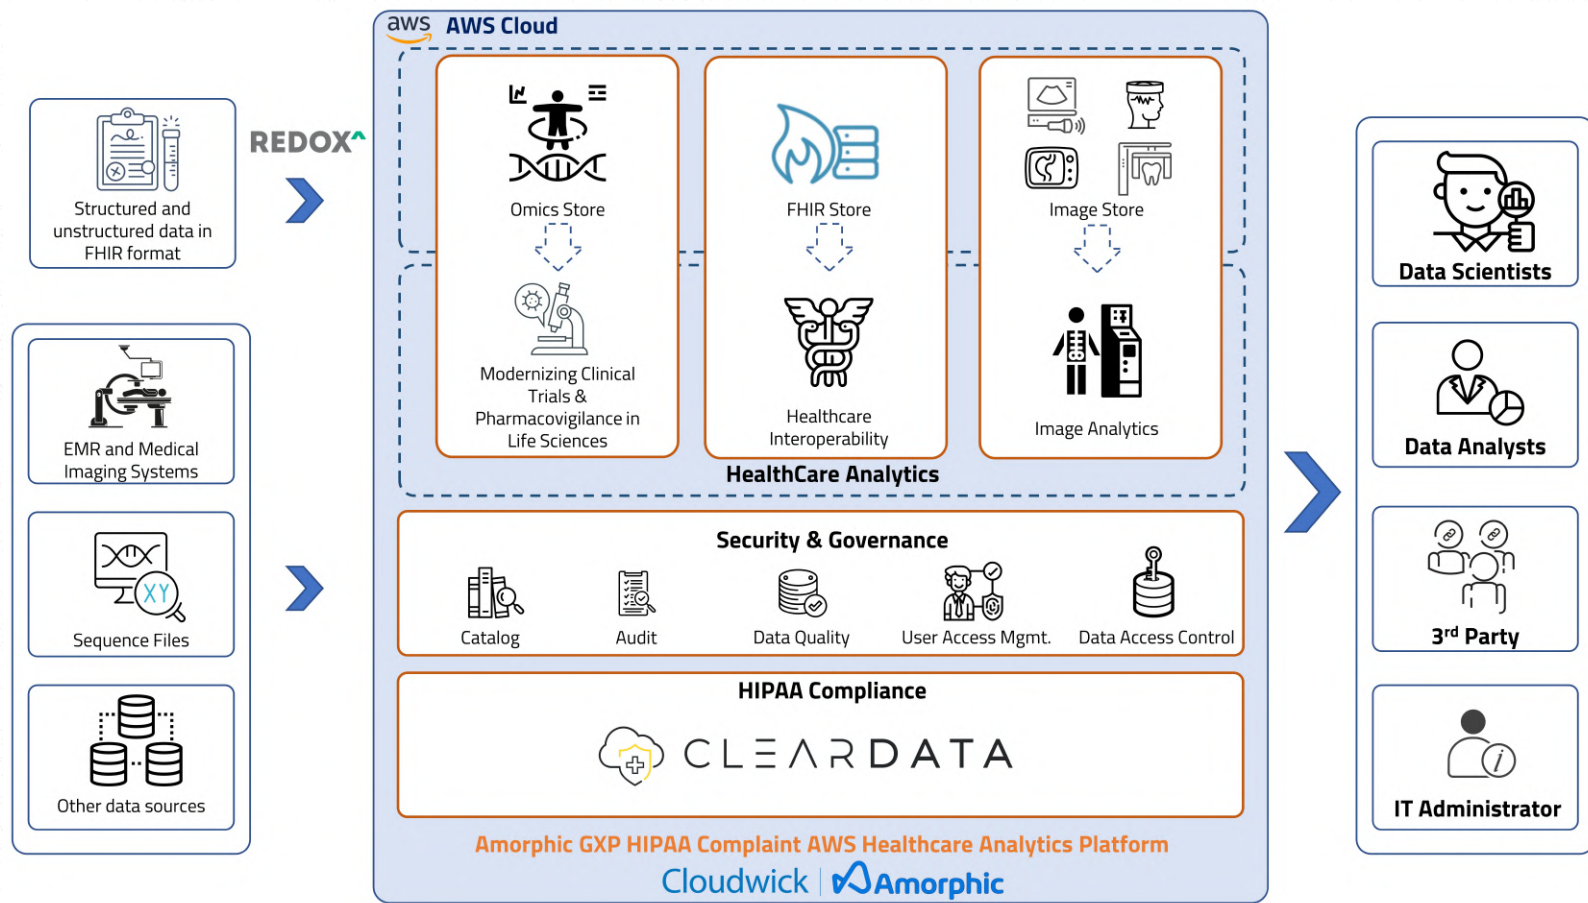 aws AWS Cloud
Structured and
unstructured data in
FHIR format
REDOX
EMR and Medical
Imaging Systems
Sequence Files
XY
Other data sources
Omics Store
FHIR Store
Image Store
Modernizing Clinical
Trials &
Pharmacovigilance in
Life Sciences
Healthcare
Interoperability
Image Analytics
HealthCare Analytics
Security & Governance
Catalog
Audit
Data Quality
User Access Mgmt.
Data Access Control
HIPAA Compliance
CLEARDATA
Amorphic GXP HIPAA Complaint AWS Healthcare Analytics Platform
Cloudwick | Amorphic
Data Scientists
Data Analysts
3rd Party
i
IT Administrator